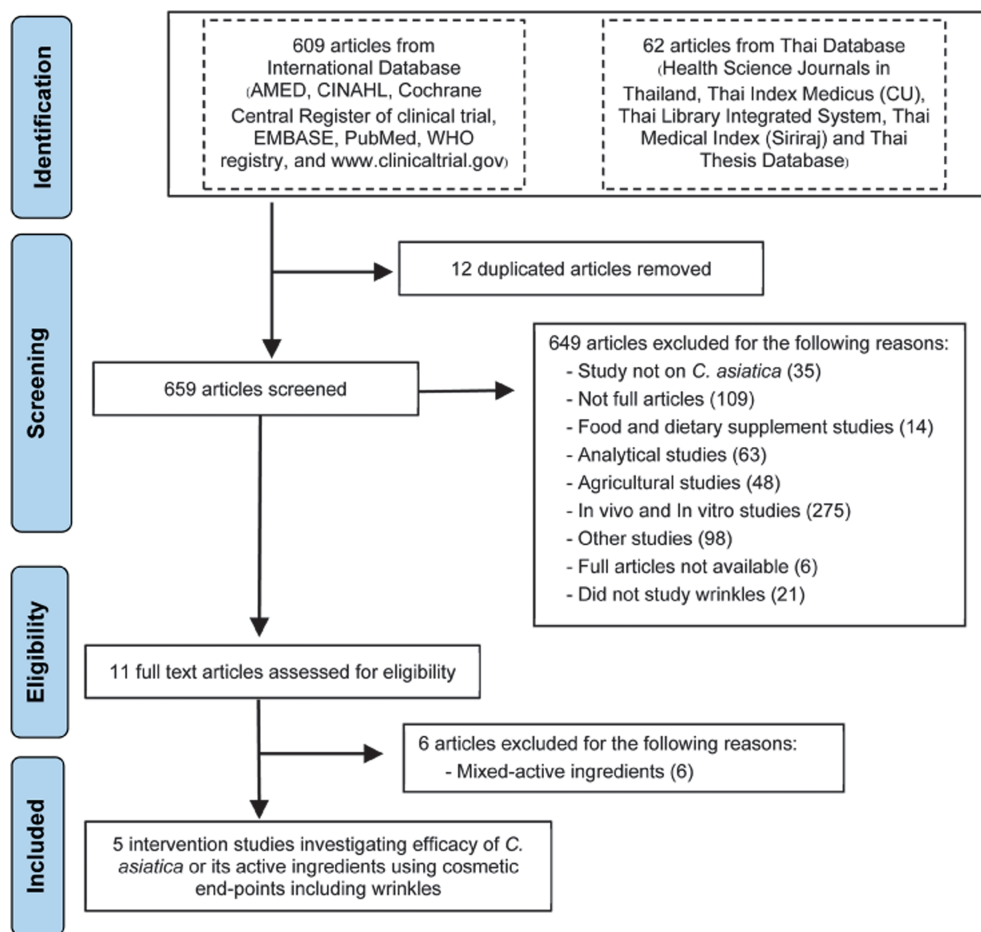 Identification
609 articles from
International Database
(AMED, CINAHL, Cochrane
Central Register of clinical trial,
EMBASE, PubMed, WHO
registry, and www.clinicaltrial.gov)
62 articles from Thai Database
(Health Science Journals in
Thailand, Thai Index Medicus (CU),
Thai Library Integrated System, Thai
Medical Index (Siriraj) and Thai
Thesis Database)
12 duplicated articles removed
Screening
659 articles screened
649 articles excluded for the following reasons:
- Study not on C. asiatica (35)
- Not full articles (109)
- Food and dietary supplement studies (14)
- Analytical studies (63)
- Agricultural studies (48)
- In vivo and In vitro studies (275)
- Other studies (98)
- Full articles not available (6)
- Did not study wrinkles (21)
Eligibility
11 full text articles assessed for eligibility
6 articles excluded for the following reasons:
- Mixed-active ingredients (6)
Included
5 intervention studies investigating efficacy of C.
asiatica or its active ingredients using cosmetic
end-points including wrinkles